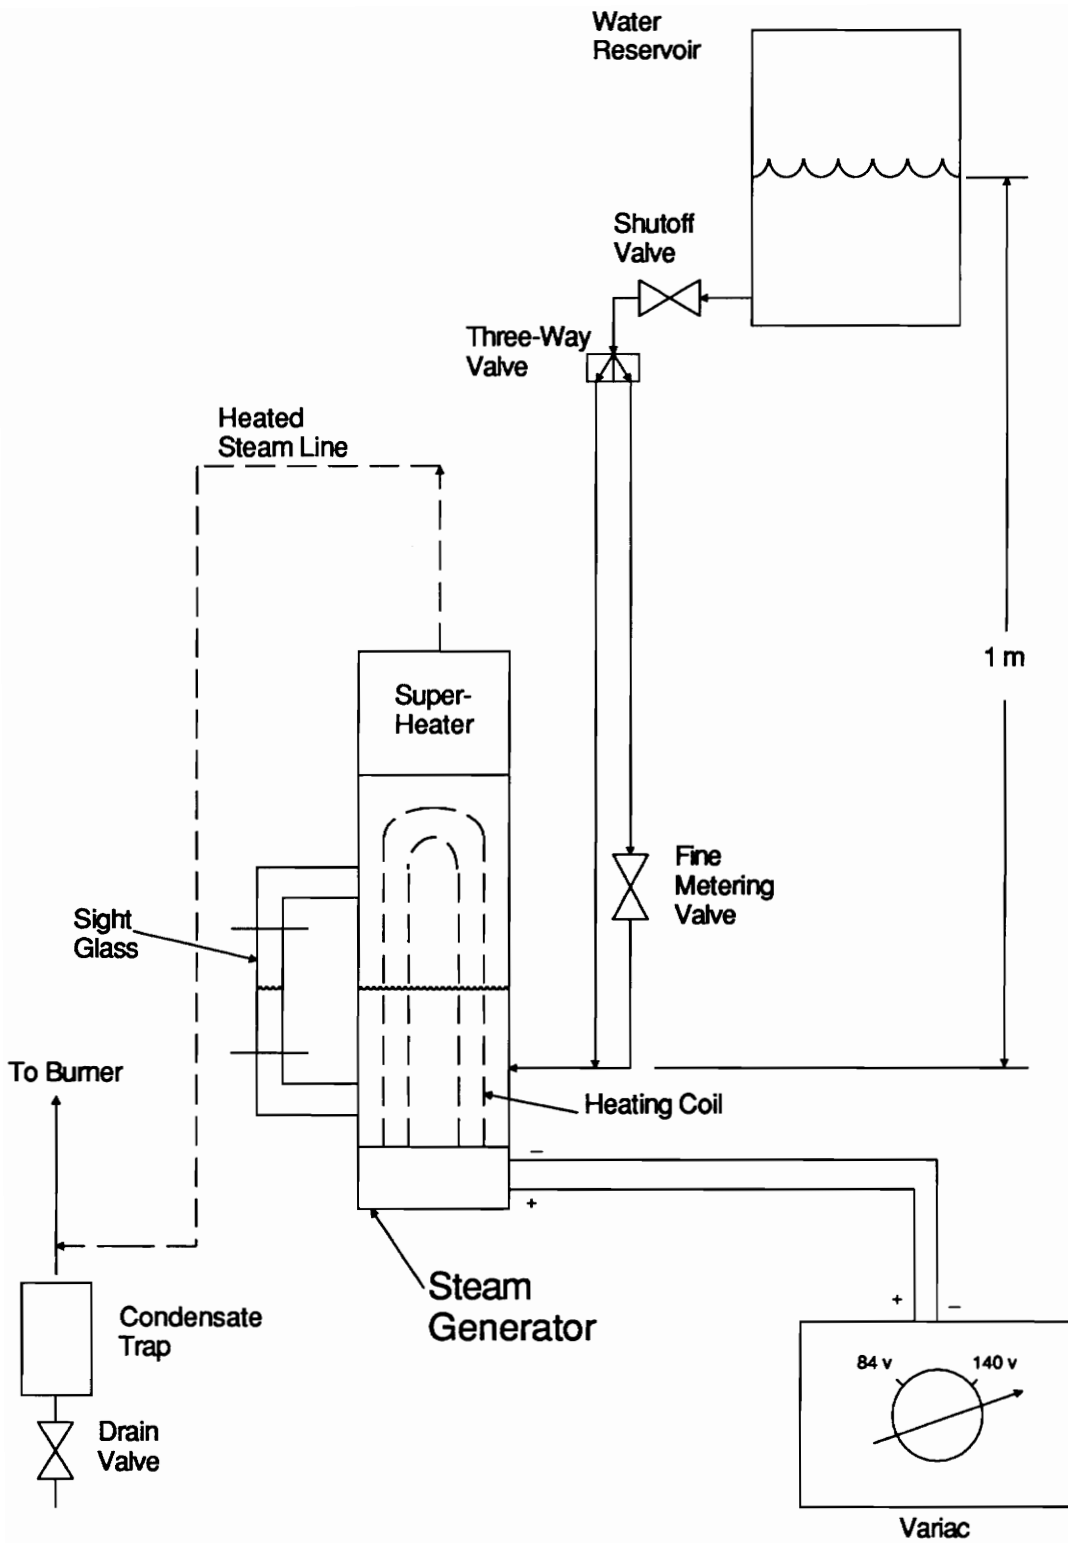 Water
Reservoir
Shutoff
Valve
Three-Way
Valve
Heated
Steam Line
1 m
Super-
Heater
Fine
Metering
Valve
Sight
Glass
To Burner
Heating Coil
−
+
Steam
Generator
+
−
Condensate
Trap
84 v
140 v
Drain
Valve
Variac